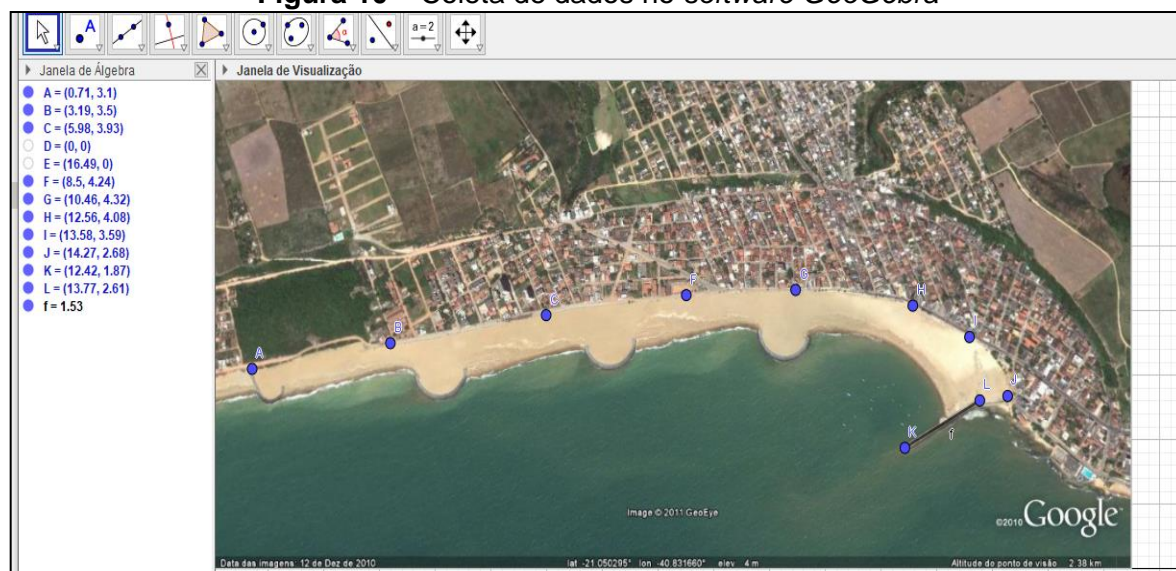 Figura 10 – Coleta de dados no software GeoGebra
A
α
a=2
Janela de Álgebra
Janela de Visualização
A = (0.71, 3.1)
B = (3.19, 3.5)
C = (5.98, 3.93)
D = (0, 0)
E = (16.49, 0)
F = (8.5, 4.24)
G = (10.46, 4.32)
H = (12.56, 4.08)
I = (13.58, 3.59)
J = (14.27, 2.68)
K = (12.42, 1.87)
L = (13.77, 2.61)
f = 1.53
A
B
C
F
G
H
I
J
L
K
f
Image © 2011 GeoEye
©2010 Google
Data das imagens: 12 de Dez de 2010 lat -21.050295° lon -40.831660° elev 4 m Altitude do ponto de visão 2.38 km